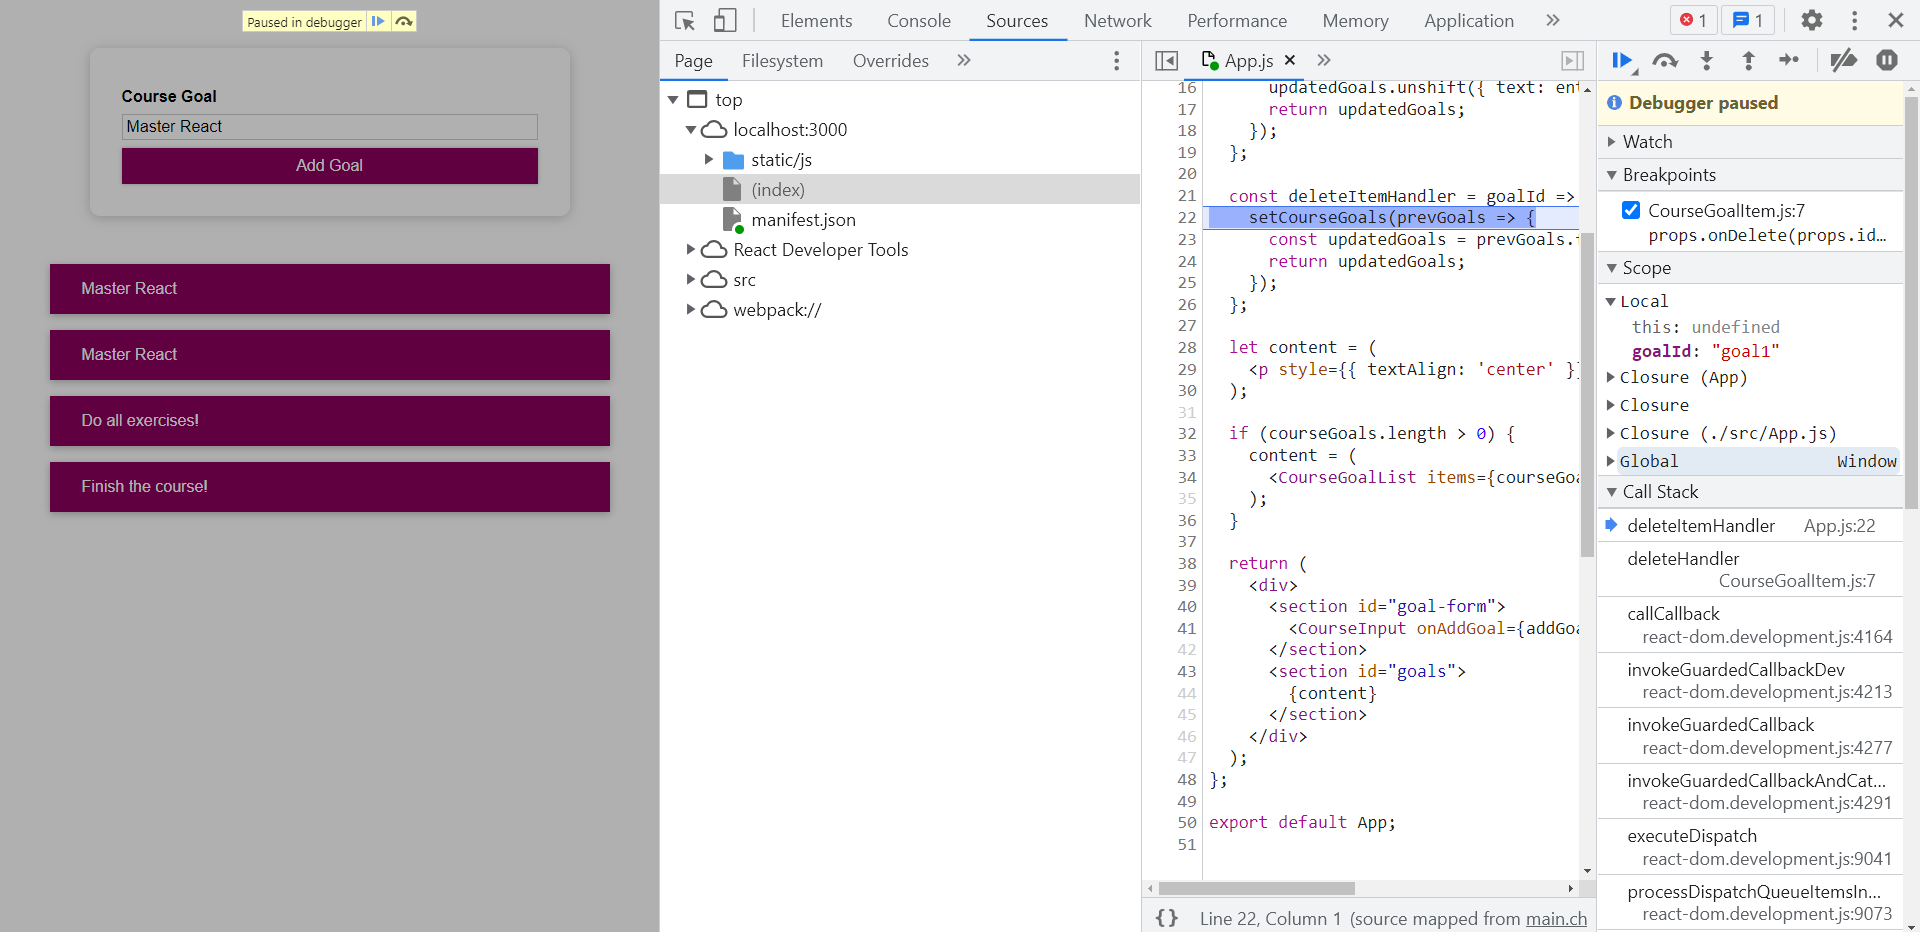 Paused in debugger
Course Goal
Master React
Add Goal
Master React
Master React
Do all exercises!
Finish the course!
Elements Console Sources Network Performance Memory Application 1 1
Page Filesystem Overrides
top
localhost:3000
static/js
(index)
manifest.json
React Developer Tools
src
webpack://
App.js
16 updatedGoals.unshift({ text: ent
17 return updatedGoals;
18 });
19 };
20
21 const deleteItemHandler = goalId =>
22 setCourseGoals(prevGoals => {
23 const updatedGoals = prevGoals.
24 return updatedGoals;
25 });
26 };
27
28 let content = (
29 <p style={{ textAlign: 'center' }
30 );
31
32 if (courseGoals.length > 0) {
33 content = (
34 <CourseGoalList items={courseGoa
35 );
36 }
37
38 return (
39 <div>
40 <section id="goal-form">
41 <CourseInput onAddGoal={addGoa
42 </section>
43 <section id="goals">
44 {content}
45 </section>
46 </div>
47 );
48 };
49
50 export default App;
51
{} Line 22, Column 1 (source mapped from main.ch
Debugger paused
Watch
Breakpoints
CourseGoalItem.js:7
props.onDelete(props.id…
Scope
Local
this: undefined
goalId: "goal1"
Closure (App)
Closure
Closure (./src/App.js)
Global Window
Call Stack
deleteItemHandler App.js:22
deleteHandler
CourseGoalItem.js:7
callCallback
react-dom.development.js:4164
invokeGuardedCallbackDev
react-dom.development.js:4213
invokeGuardedCallback
react-dom.development.js:4277
invokeGuardedCallbackAndCat…
react-dom.development.js:4291
executeDispatch
react-dom.development.js:9041
processDispatchQueueItemsIn…
react-dom.development.js:9073